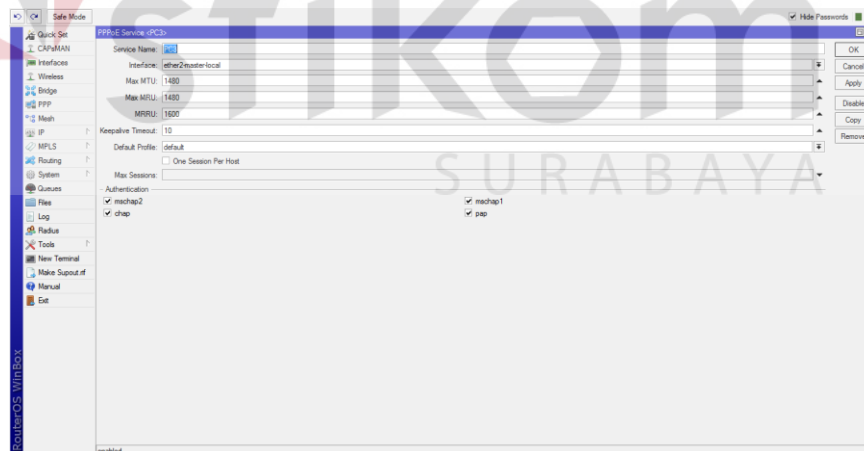 stikom
SURABAYA
Safe Mode
Hide Passwords
Quick Set
CAPsMAN
Interfaces
Wireless
Bridge
PPP
Mesh
IP
MPLS
Routing
System
Queues
Files
Log
Radius
Tools
New Terminal
Make Supout.rif
Manual
Exit
RouterOS WinBox
PPPoE Service <PC3>
Service Name:
Interface: ether2-master-local
Max MTU: 1480
Max MRU: 1480
MRRU: 1600
Keepalive Timeout: 10
Default Profile: default
One Session Per Host
Max Sessions:
Authentication
mschap2
mschap1
chap
pap
OK
Cancel
Apply
Disable
Copy
Remove
enabled